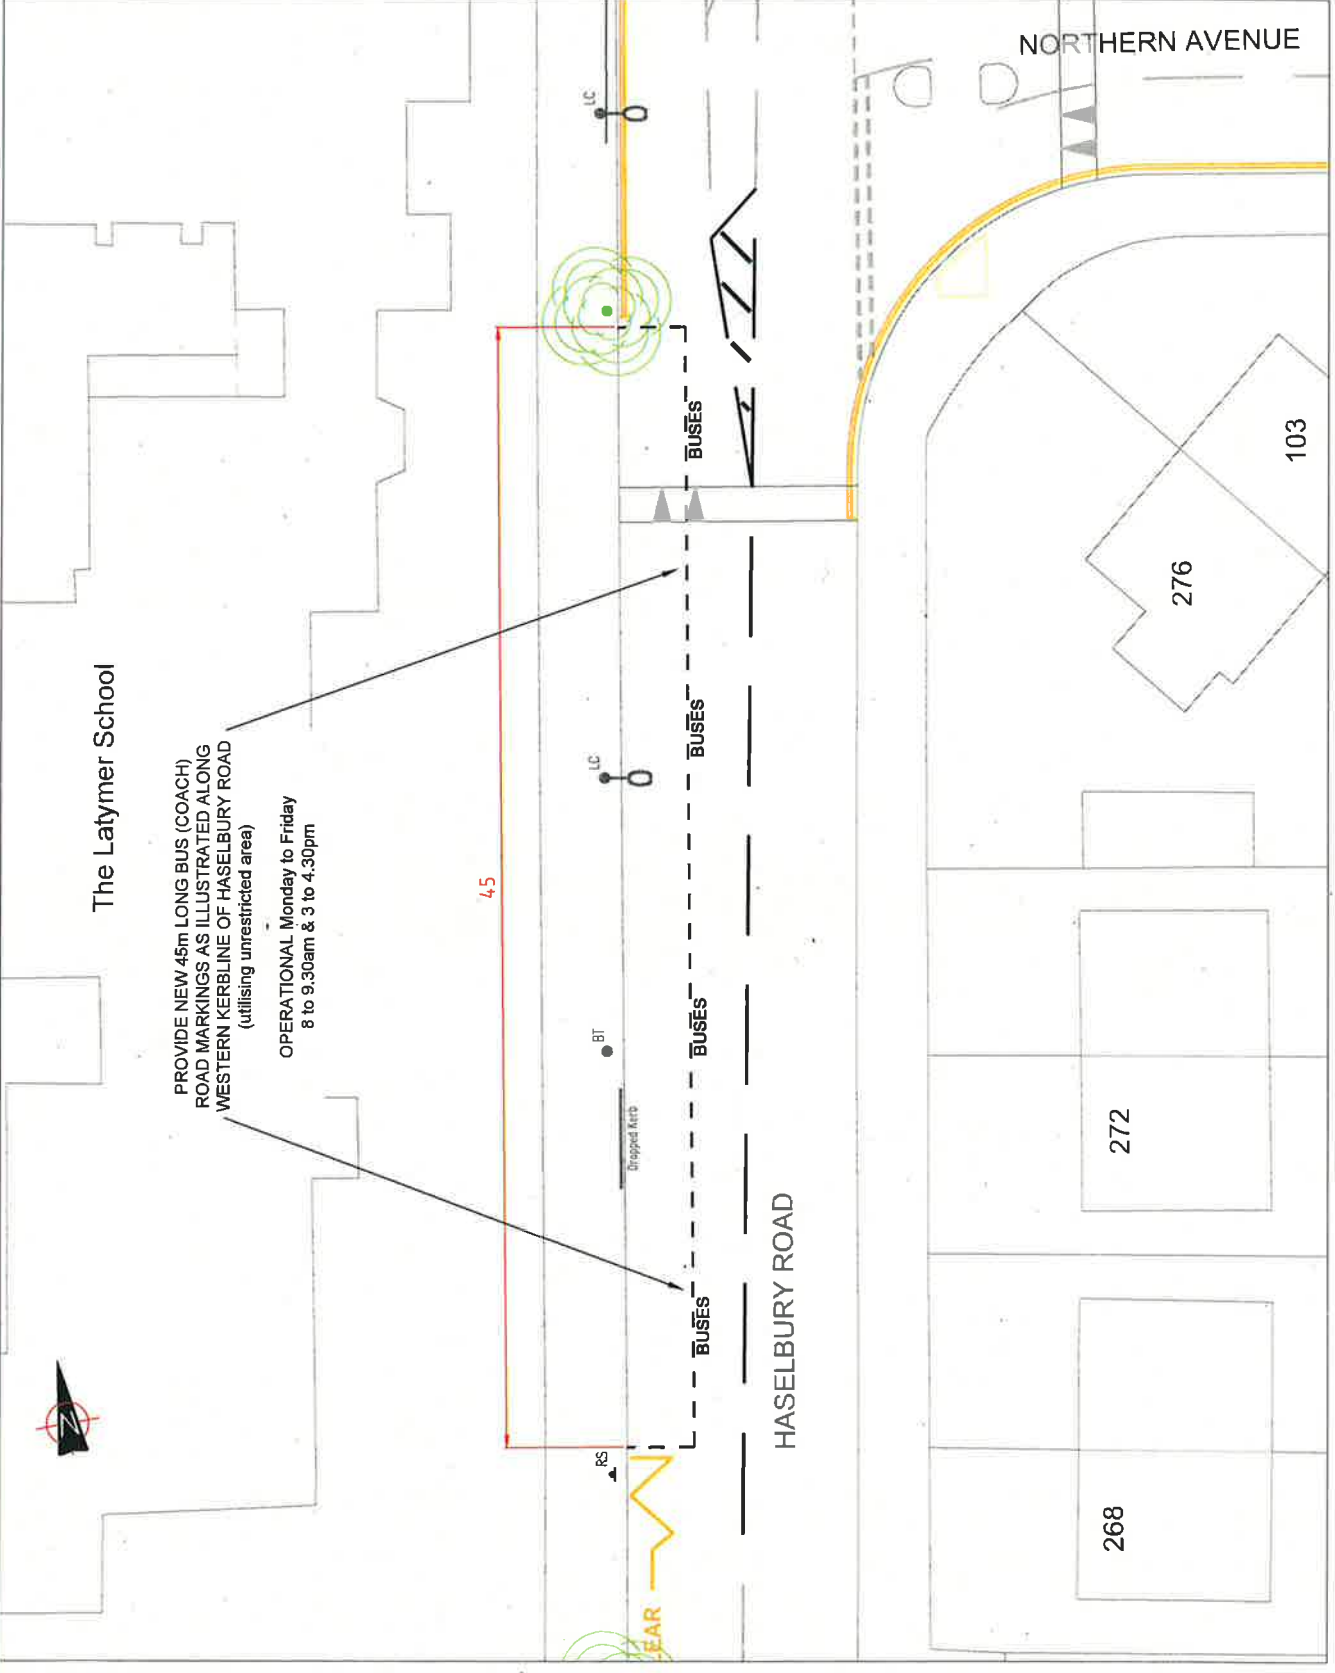 NORTHERN AVENUE
LC
BUSES
103
276
The Latymer School
PROVIDE NEW 45m LONG BUS (COACH)
ROAD MARKINGS AS ILLUSTRATED ALONG
WESTERN KERBLINE OF HASELBURY ROAD
(utilising unrestricted area)
OPERATIONAL Monday to Friday
8 to 9.30am & 3 to 4.30pm
BUSES
LC
45
BT
BUSES
Dropped Kerb
272
HASELBURY ROAD
BUSES
N
RS
268
EAR